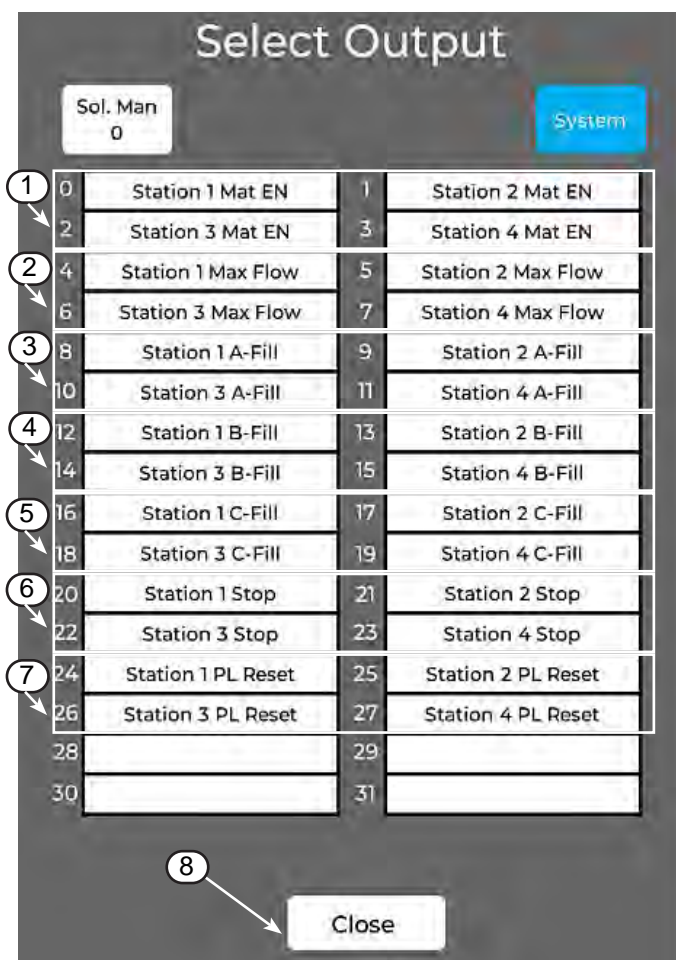 Select Output
Sol. Man
0
System
1
0 Station 1 Mat EN 1 Station 2 Mat EN
2 Station 3 Mat EN 3 Station 4 Mat EN
2
4 Station 1 Max Flow 5 Station 2 Max Flow
6 Station 3 Max Flow 7 Station 4 Max Flow
3
8 Station 1 A-Fill 9 Station 2 A-Fill
10 Station 3 A-Fill 11 Station 4 A-Fill
4
12 Station 1 B-Fill 13 Station 2 B-Fill
14 Station 3 B-Fill 15 Station 4 B-Fill
5
16 Station 1 C-Fill 17 Station 2 C-Fill
18 Station 3 C-Fill 19 Station 4 C-Fill
6
20 Station 1 Stop 21 Station 2 Stop
22 Station 3 Stop 23 Station 4 Stop
7
24 Station 1 PL Reset 25 Station 2 PL Reset
26 Station 3 PL Reset 27 Station 4 PL Reset
28 29
30 31
8
Close